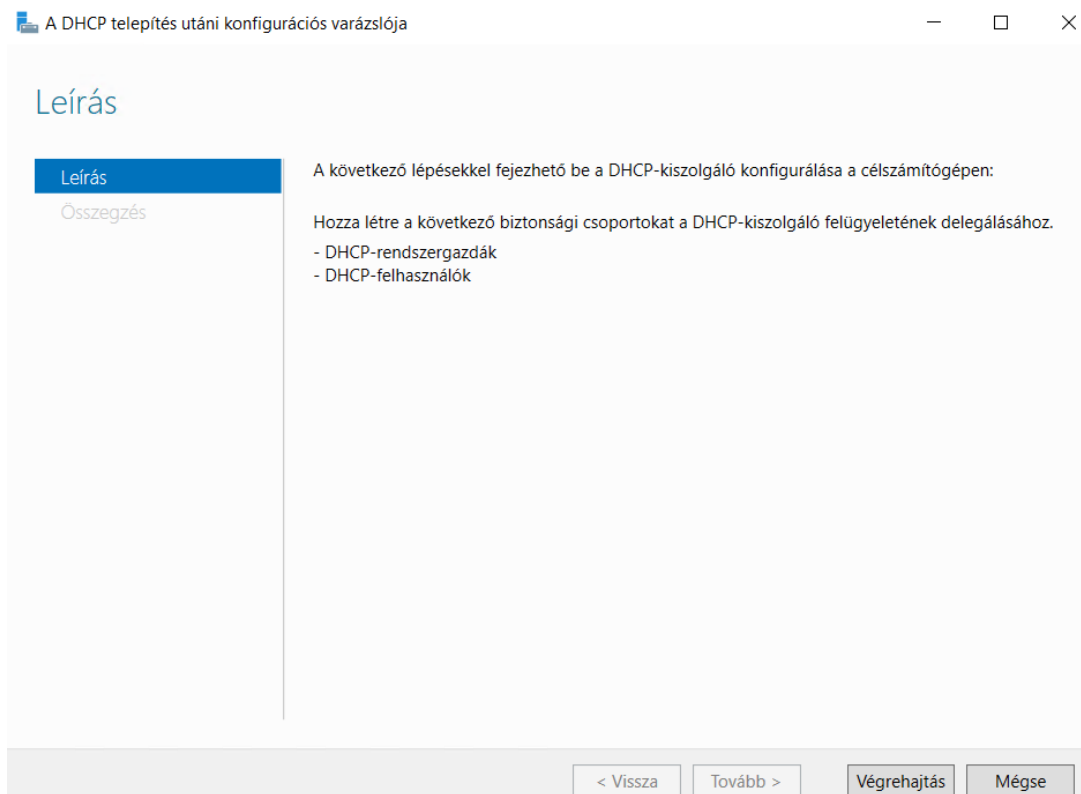 A DHCP telepítés utáni konfigurációs varázslója
Leírás
Leírás
Összegzés
A következő lépésekkel fejezhető be a DHCP-kiszolgáló konfigurálása a célszámítógépen:
Hozza létre a következő biztonsági csoportokat a DHCP-kiszolgáló felügyeletének delegálásához.
- DHCP-rendszergazdák
- DHCP-felhasználók
< Vissza Tovább > Végrehajtás Mégse